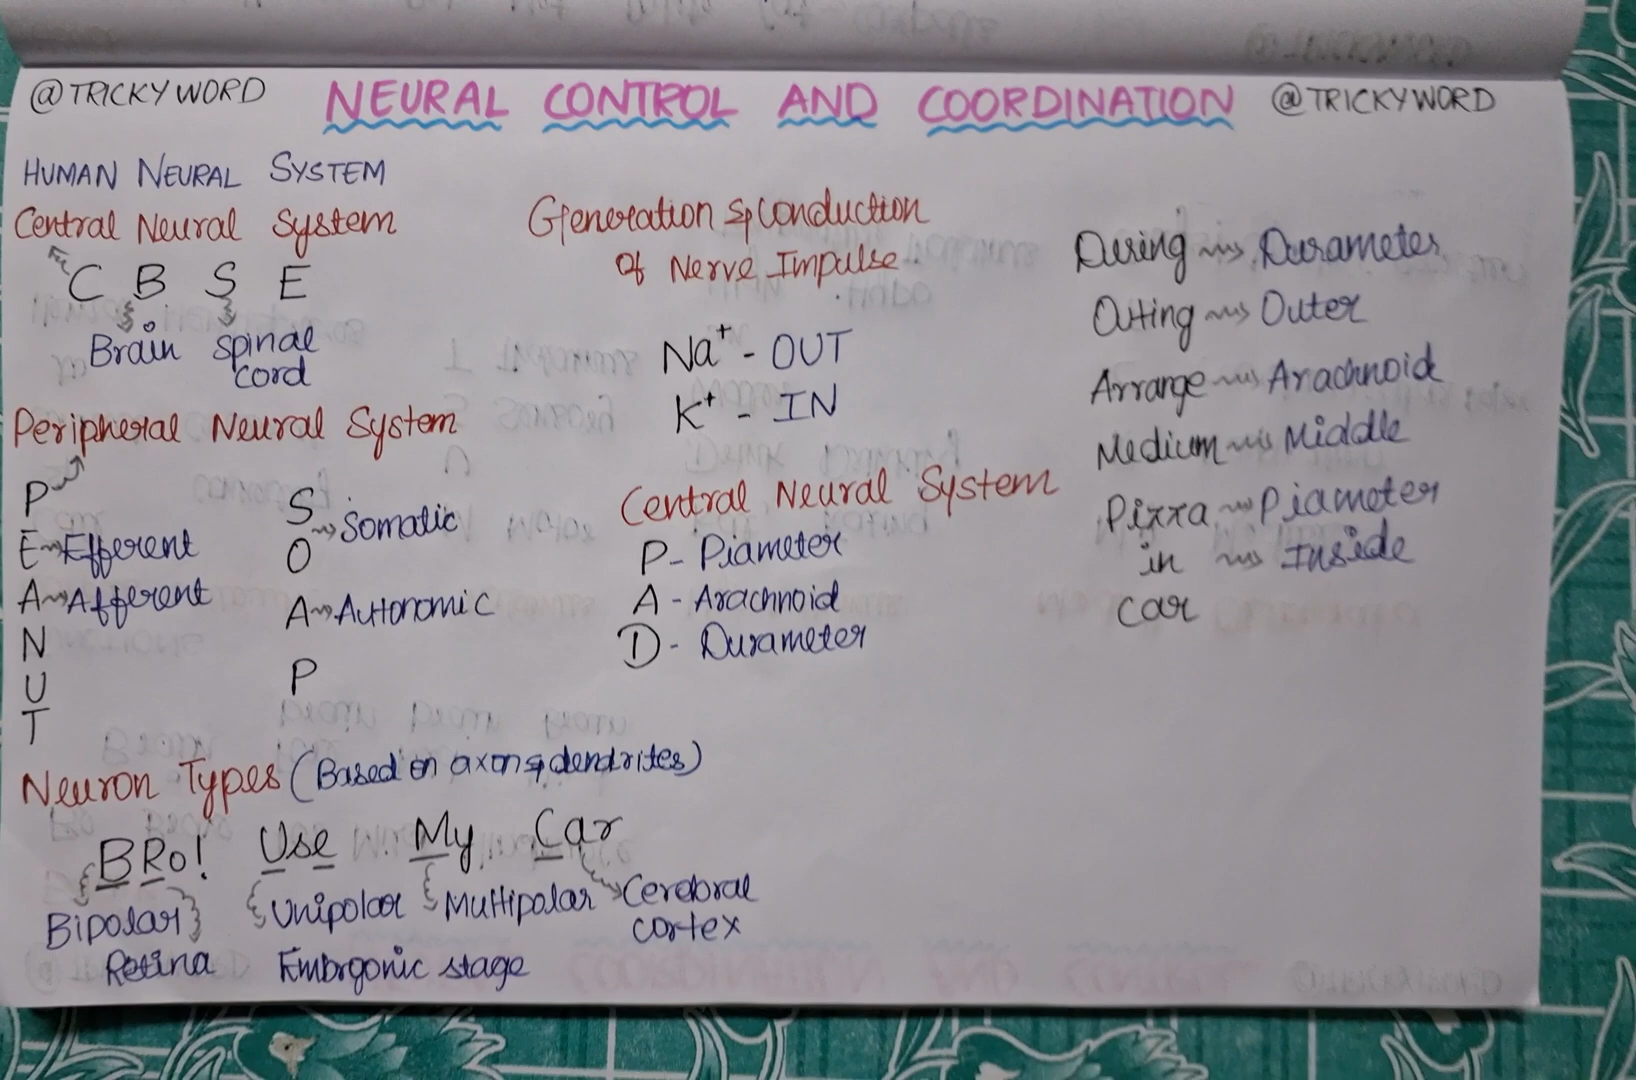 @TRICKYWORD NEURAL CONTROL AND COORDINATION @TRICKYWORD
HUMAN NEURAL SYSTEM
Central Neural System
C B S E
Brain Spinal
cord
Peripheral Neural System
P
E Efferent
A Afferent
N
U
T
S Somatic
O
A Autonomic
P
Neuron Types (Based on axon & dendrites)
BRo! Use My Car
Bipolar Unipolar Multipolar Cerebral
cortex
Retina Embrgonic stage
Generation & Conduction
Of Nerve Impulse
Na⁺ - OUT
K⁺ - IN
Central Neural System
P- Piameter
A - Arachnoid
D - Durameter
During Durameter
Outing Outer
Arrange Arachnoid
Medium Middle
Pizza Piameter
in Inside
car